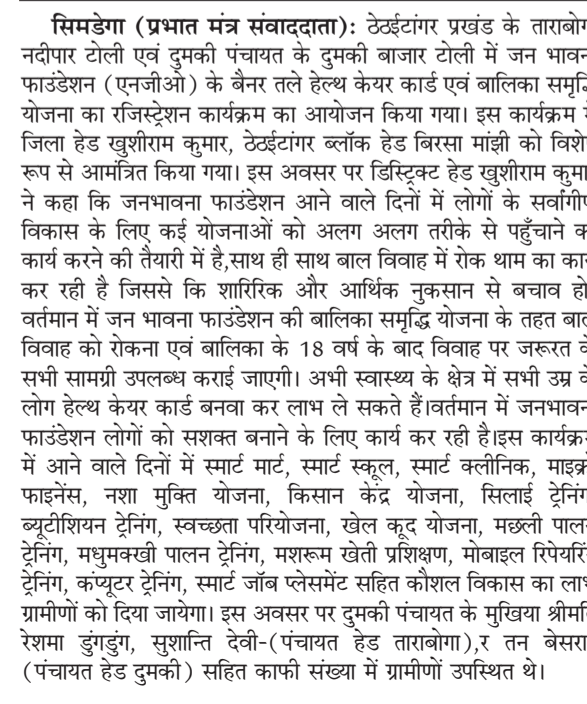 सिमडेगा (प्रभात मंत्र संवाददाता): ठेठईटांगर प्रखंड के ताराबोग
नदीपार टोली एवं दुमकी पंचायत के दुमकी बाजार टोली में जन भावन
फाउंडेशन (एनजीओ) के बैनर तले हेल्थ केयर कार्ड एवं बालिका समृद्धि
योजना का रजिस्ट्रेशन कार्यक्रम का आयोजन किया गया। इस कार्यक्रम
जिला हेड खुशीराम कुमार, ठेठईटांगर ब्लॉक हेड बिरसा मांझी को विशे
रूप से आमंत्रित किया गया। इस अवसर पर डिस्ट्रिक्ट हेड खुशीराम कुमा
ने कहा कि जनभावना फाउंडेशन आने वाले दिनों में लोगों के सर्वांगीण
विकास के लिए कई योजनाओं को अलग अलग तरीके से पहुँचाने क
कार्य करने की तैयारी में है,साथ ही साथ बाल विवाह में रोक थाम का का
कर रही है जिससे कि शारिरिक और आर्थिक नुकसान से बचाव हो
वर्तमान में जन भावना फाउंडेशन की बालिका समृद्धि योजना के तहत बाल
विवाह को रोकना एवं बालिका के 18 वर्ष के बाद विवाह पर जरूरत के
सभी सामग्री उपलब्ध कराई जाएगी। अभी स्वास्थ्य के क्षेत्र में सभी उम्र के
लोग हेल्थ केयर कार्ड बनवा कर लाभ ले सकते हैं।वर्तमान में जनभावन
फाउंडेशन लोगों को सशक्त बनाने के लिए कार्य कर रही है।इस कार्यक्रम
में आने वाले दिनों में स्मार्ट मार्ट, स्मार्ट स्कूल, स्मार्ट क्लीनिक, माइक्रो
फाइनेंस, नशा मुक्ति योजना, किसान केंद्र योजना, सिलाई ट्रेनिंग
ब्यूटीशियन ट्रेनिंग, स्वच्छता परियोजना, खेल कूद योजना, मछली पालन
ट्रेनिंग, मधुमक्खी पालन ट्रेनिंग, मशरूम खेती प्रशिक्षण, मोबाइल रिपेयरिं
ट्रेनिंग, कंप्यूटर ट्रेनिंग, स्मार्ट जॉब प्लेसमेंट सहित कौशल विकास का लाभ
ग्रामीणों को दिया जायेगा। इस अवसर पर दुमकी पंचायत के मुखिया श्रीमति
रेशमा डुंगडुंग, सुशान्ति देवी-(पंचायत हेड ताराबोगा),र तन बेसरा
(पंचायत हेड दुमकी) सहित काफी संख्या में ग्रामीणों उपस्थित थे।